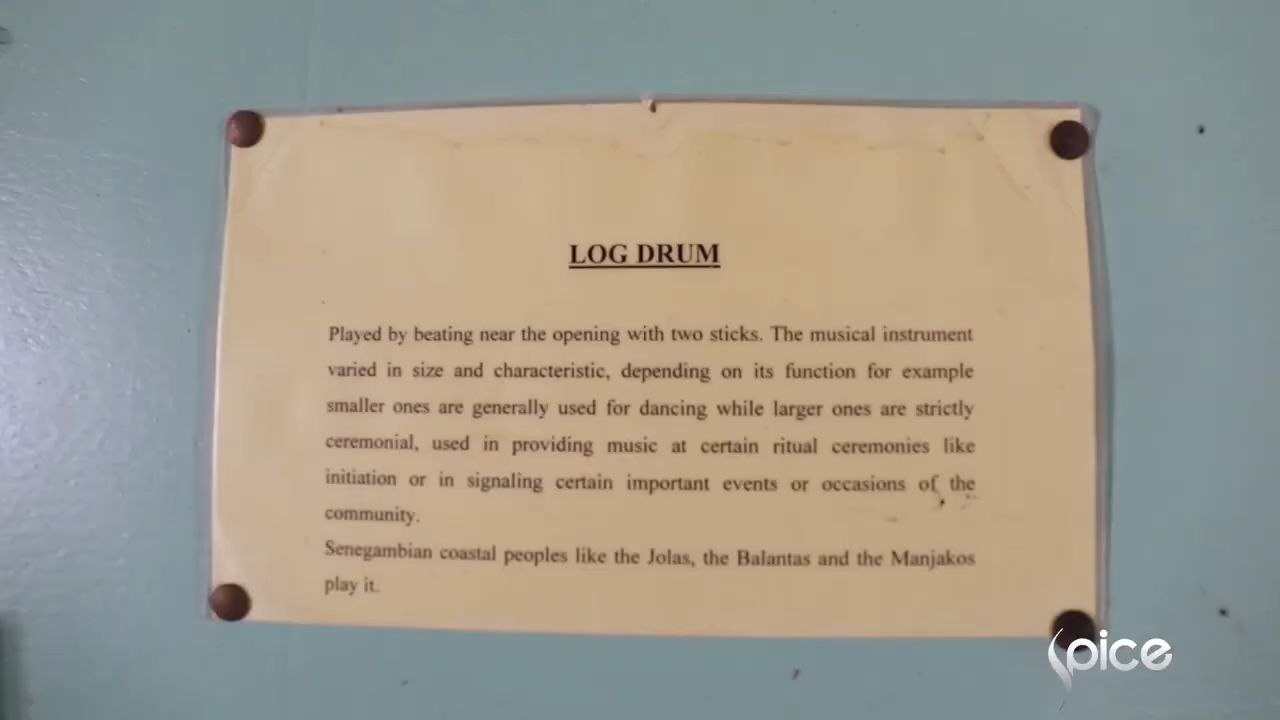 LOG DRUM
Played by beating near the opening with two sticks. The musical instrument
varied in size and characteristic, depending on its function for example
smaller ones are generally used for dancing while larger ones are strictly
ceremonial, used in providing music at certain ritual ceremonies like
initiation or in signaling certain important events or occasions of the
community.
Senegambian coastal peoples like the Jolas, the Balantas and the Manjakos
play it.
Spice